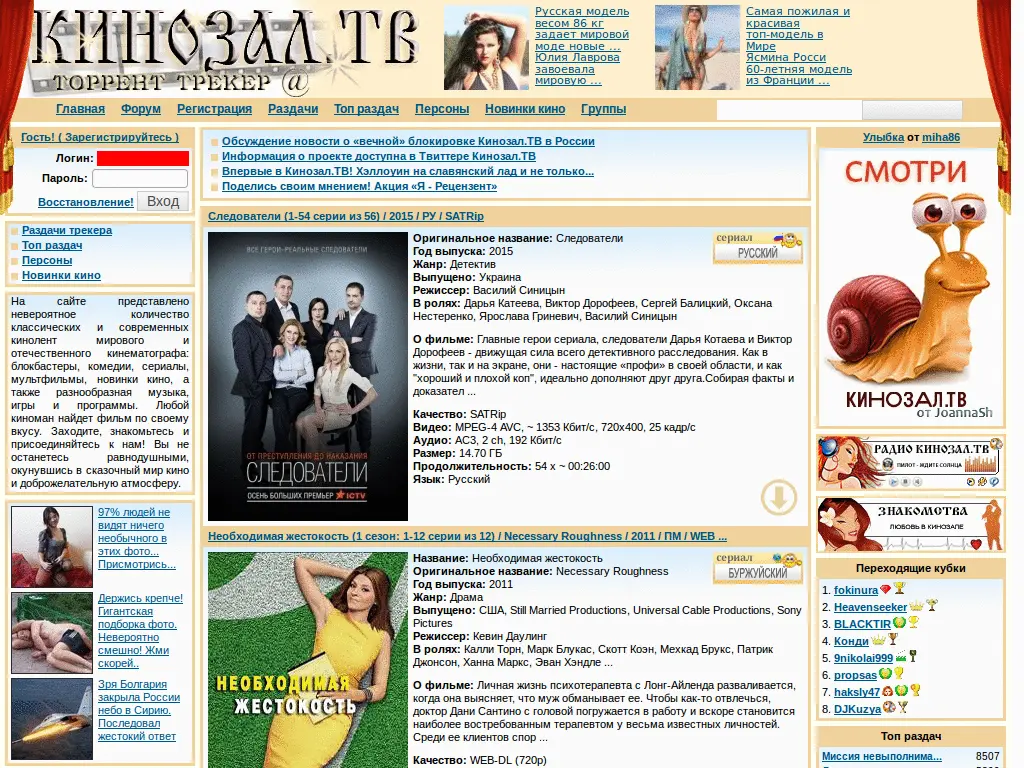 КИНОЗАЛ.ТВ
ТОРРЕНТ ТРЕКЕР @
Русская модель
весом 86 кг
задает мировой
моде новые ...
Юлия Лаврова
завоевала
мировую ...
Самая пожилая и
красивая
топ-модель в
Мире
Ясмина Росси
60-летняя модель
из Франции ...
Главная Форум Регистрация Раздачи Топ раздач Персоны Новинки кино Группы
Гость! ( Зарегистрируйтесь )
Логин:
Пароль:
Восстановление! Вход
Раздачи трекера
Топ раздач
Персоны
Новинки кино
На сайте представлено
невероятное количество
классических и современных
кинолент мирового и
отечественного кинематографа:
блокбастеры, комедии, сериалы,
мультфильмы, новинки кино, а
также разнообразная музыка,
игры и программы. Любой
киноман найдет фильм по своему
вкусу. Заходите, знакомьтесь и
присоединяйтесь к нам! Вы не
останетесь равнодушными,
окунувшись в сказочный мир кино
и доброжелательную атмосферу.
97% людей не
видят ничего
необычного в
этих фото...
Присмотрись...
Держись крепче!
Гигантская
подборка фото.
Невероятно
смешно! Жми
скорей..
Зря Болгария
закрыла России
небо в Сирию.
Последовал
жестокий ответ
Обсуждение новости о «вечной» блокировке Кинозал.ТВ в России
Информация о проекте доступна в Твиттере Кинозал.ТВ
Впервые в Кинозал.ТВ! Хэллоуин на славянский лад и не только...
Поделись своим мнением! Акция «Я - Рецензент»
Следователи (1-54 серии из 56) / 2015 / РУ / SATRip
ВСЕ ГЕРОИ-РЕАЛЬНЫЕ СЛЕДОВАТЕЛИ
ОТ ПРЕСТУПЛЕНИЯ ДО НАКАЗАНИЯ
СЛЕДОВАТЕЛИ
ОСЕНЬ БОЛЬШИХ ПРЕМЬЕР ICTV
сериал
РУССКИЙ
Оригинальное название: Следователи
Год выпуска: 2015
Жанр: Детектив
Выпущено: Украина
Режиссер: Василий Синицын
В ролях: Дарья Катеева, Виктор Дорофеев, Сергей Балицкий, Оксана
Нестеренко, Ярослава Гриневич, Василий Синицын
О фильме: Главные герои сериала, следователи Дарья Котаева и Виктор
Дорофеев - движущая сила всего детективного расследования. Как в
жизни, так и на экране, они - настоящие «профи» в своей области, и как
"хороший и плохой коп", идеально дополняют друг друга.Собирая факты и
доказател ...
Качество: SATRip
Видео: MPEG-4 AVC, ~ 1353 Кбит/с, 720x400, 25 кадр/с
Аудио: AC3, 2 ch, 192 Кбит/с
Размер: 14.70 ГБ
Продолжительность: 54 x ~ 00:26:00
Язык: Русский
Необходимая жестокость (1 сезон: 1-12 серии из 12) / Necessary Roughness / 2011 / ПМ / WEB ...
НЕОБХОДИМАЯ
ЖЕСТОКОСТЬ
сериал
БУРЖУЙСКИЙ
Название: Необходимая жестокость
Оригинальное название: Necessary Roughness
Год выпуска: 2011
Жанр: Драма
Выпущено: США, Still Married Productions, Universal Cable Productions, Sony
Pictures
Режиссер: Кевин Даулинг
В ролях: Калли Торн, Марк Блукас, Скотт Коэн, Мехкад Брукс, Патрик
Джонсон, Ханна Маркс, Эван Хэндле ...
О фильме: Личная жизнь психотерапевта с Лонг-Айленда разваливается,
когда она выясняет, что муж обманывает ее. Чтобы как-то отвлечься,
доктор Дани Сантино с головой погружается в работу и вскоре становится
наиболее востребованным терапевтом у весьма известных личностей.
Среди ее клиентов спор ...
Качество: WEB-DL (720p)
Улыбка от miha86
СМОТРИ
КИНОЗАЛ.ТВ
от JoannaSh
РАДИО КИНОЗАЛ.ТВ
ПИЛОТ - ЖДИТЕ СОЛНЦА
ЗНАКОМСТВА
ЛЮБОВЬ В КИНОЗАЛЕ
Переходящие кубки
1. fokinura
2. Heavenseeker
3. BLACKTIR
4. Конди
5. 9nikolai999
6. propsas
7. haksly47
8. DJKuzya
Топ раздач
Миссия невыполнима... 8507